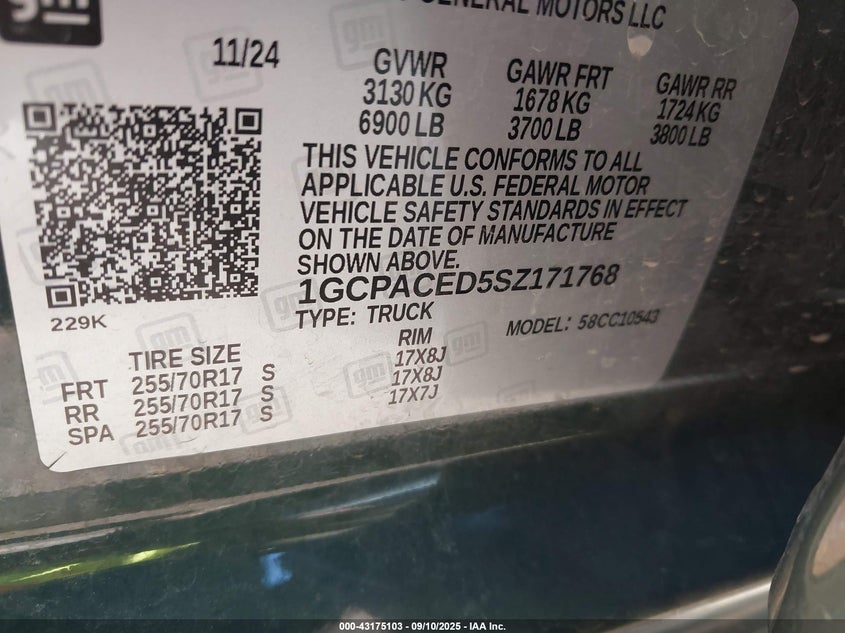 gm
GENERAL MOTORS LLC
11/24
GVWR GAWR FRT GAWR RR
3130 KG 1678 KG 1724 KG
6900 LB 3700 LB 3800 LB
THIS VEHICLE CONFORMS TO ALL
APPLICABLE U.S. FEDERAL MOTOR
VEHICLE SAFETY STANDARDS IN EFFECT
ON THE DATE OF MANUFACTURE
SHOWN ABOVE.
1GCPACED5SZ171768
229K
TYPE: TRUCK MODEL: 58CC10543
TIRE SIZE RIM
FRT 255/70R17 S 17X8J
RR 255/70R17 S 17X8J
SPA 255/70R17 S 17X7J
000-43175103 - 09/10/2025 - IAA Inc.